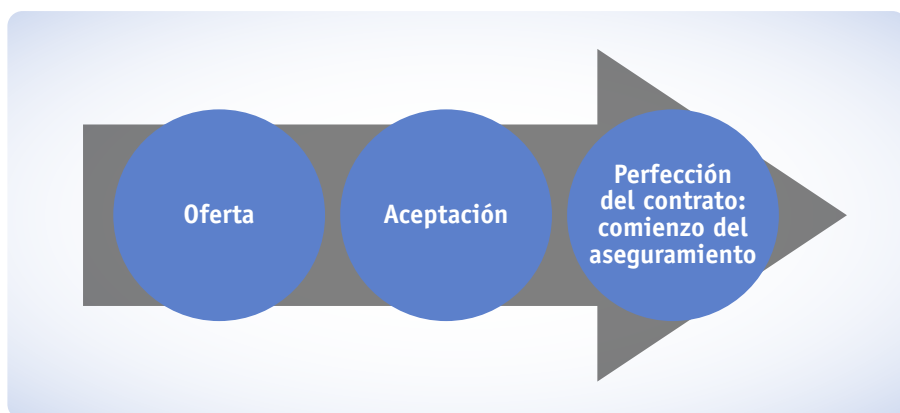 Oferta
Aceptación
Perfección
del contrato:
comienzo del
aseguramiento